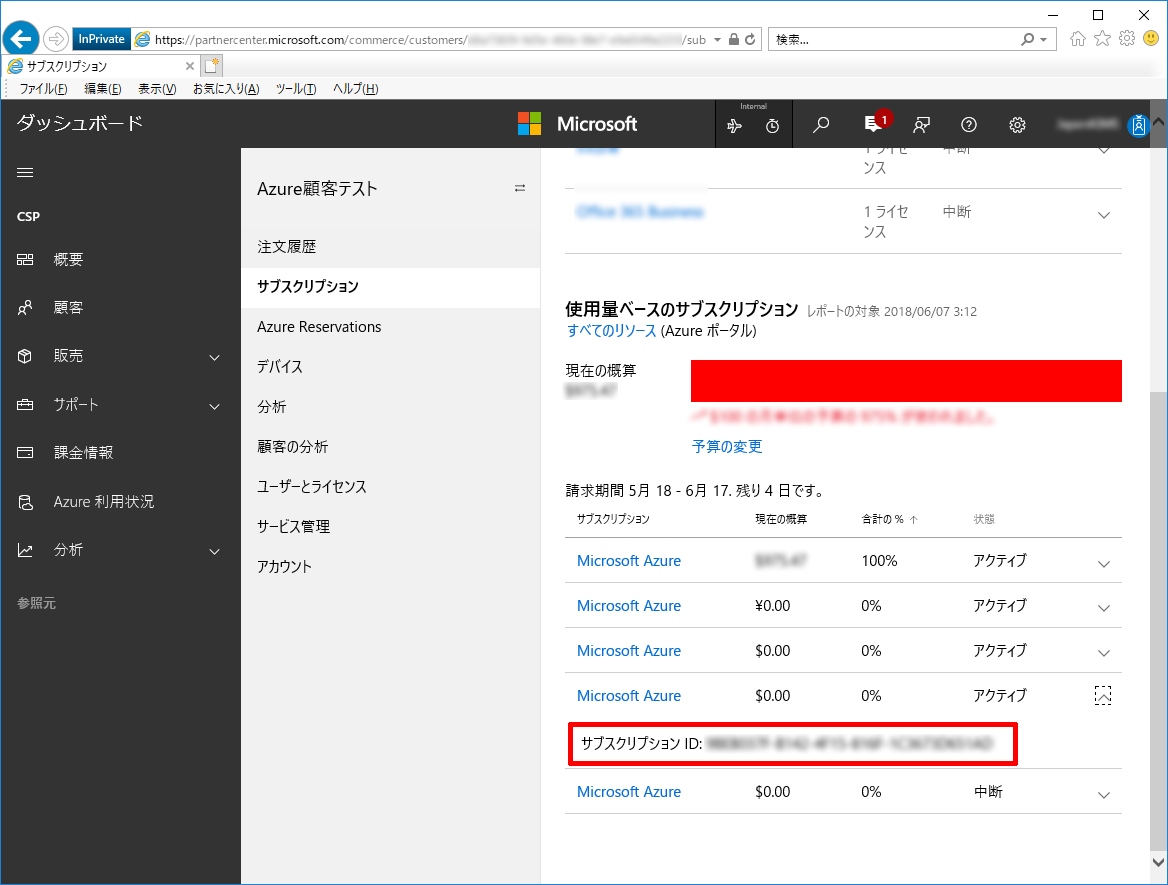 InPrivate
https://partnercenter.microsoft.com/commerce/customers/
/sub
検索...
サブスクリプション
ファイル(F) 編集(E) 表示(V) お気に入り(A) ツール(T) ヘルプ(H)
ダッシュボード
Microsoft
Internal
1
CSP
概要
顧客
販売
サポート
課金情報
Azure 利用状況
分析
参照元
Azure顧客テスト
注文履歴
サブスクリプション
Azure Reservations
デバイス
分析
顧客の分析
ユーザーとライセンス
サービス管理
アカウント
1 ライセ 中断
ンス
Office 365 Business 1 ライセ 中断
ンス
使用量ベースのサブスクリプション レポートの対象 2018/06/07 3:12
すべてのリソース (Azure ポータル)
現在の概算
予算の変更
請求期間 5月 18 - 6月 17. 残り 4 日です。
サブスクリプション 現在の概算 合計の % ↑ 状態
Microsoft Azure 100% アクティブ
Microsoft Azure ¥0.00 0% アクティブ
Microsoft Azure $0.00 0% アクティブ
Microsoft Azure $0.00 0% アクティブ
サブスクリプション ID:
Microsoft Azure $0.00 0% 中断